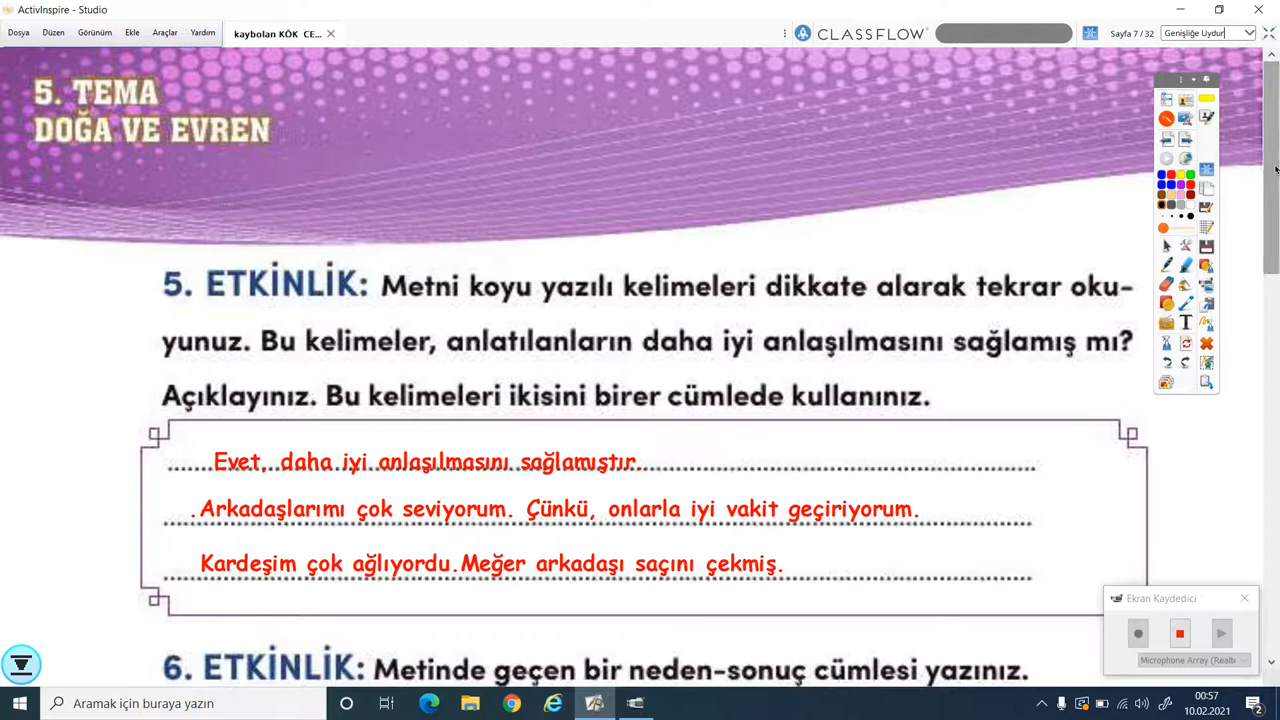 ActivInspire - Studio
Dosya Düzen Görünüm Ekle Araçlar Yardım
kaybolan KÖK CE...
CLASSFLOW
Sayfa 7 / 32
Genişliğe Uydur
5. TEMA
DOĞA VE EVREN
5. ETKİNLİK: Metni koyu yazılı kelimeleri dikkate alarak tekrar oku-
yunuz. Bu kelimeler, anlatılanların daha iyi anlaşılmasını sağlamış mı?
Açıklayınız. Bu kelimeleri ikisini birer cümlede kullanınız.
Evet, daha iyi anlaşılmasını sağlamıştır.
.Arkadaşlarımı çok seviyorum. Çünkü, onlarla iyi vakit geçiriyorum.
Kardeşim çok ağlıyordu.Meğer arkadaşı saçını çekmiş.
6. ETKİNLİK: Metinde geçen bir neden-sonuç cümlesi yazınız.
Ekran Kaydedici
Microphone Array (Realte
Aramak için buraya yazın
00:57
10.02.2021
2